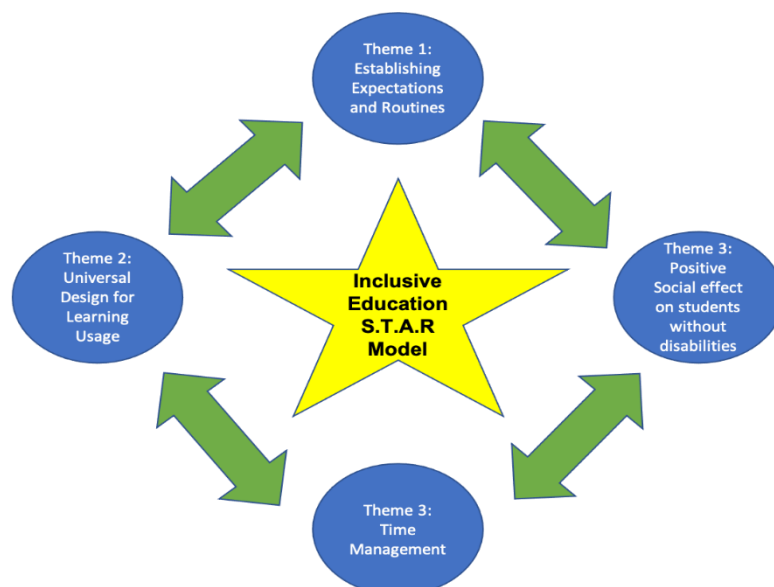 Theme 1:
Establishing
Expectations
and Routines
Theme 2:
Universal
Design for
Learning
Usage
Inclusive
Education
S.T.A.R
Model
Theme 3:
Positive
Social effect
on students
without
disabilities
Theme 3:
Time
Management